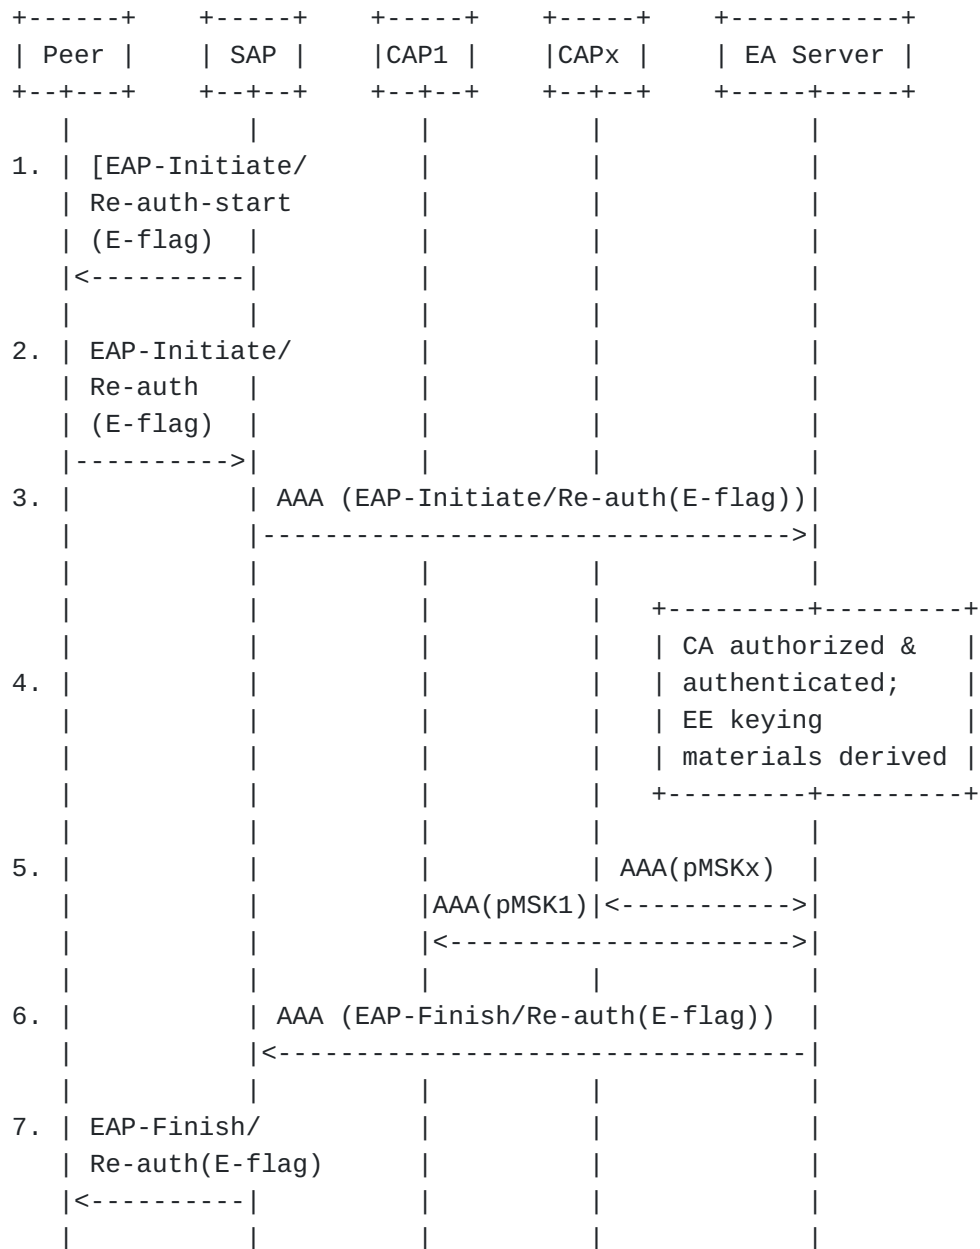 +------+    +-----+    +-----+    +-----+    +-----------+
| Peer |    | SAP |    |CAP1 |    |CAPx |    | EA Server |
+--+---+    +--+--+    +--+--+    +--+--+    +-----+-----+
   |           |          |          |             |
1. | [EAP-Initiate/       |          |             |
   | Re-auth-start        |          |             |
   | (E-flag)  |          |          |             |
   |<----------|          |          |             |
   |           |          |          |             |
2. | EAP-Initiate/        |          |             |
   | Re-auth   |          |          |             |
   | (E-flag)  |          |          |             |
   |---------->|          |          |             |
3. |           | AAA (EAP-Initiate/Re-auth(E-flag))|
   |           |---------------------------------->|
   |           |          |          |             |
   |           |          |          |   +---------+---------+
   |           |          |          |   | CA authorized &   |
4. |           |          |          |   | authenticated;    |
   |           |          |          |   | EE keying         |
   |           |          |          |   | materials derived |
   |           |          |          |   +---------+---------+
   |           |          |          |             |
5. |           |          |          | AAA(pMSKx)  |
   |           |          |AAA(pMSK1)|<----------->|
   |           |          |<---------------------->|
   |           |          |          |             |
6. |           | AAA (EAP-Finish/Re-auth(E-flag))  |
   |           |<----------------------------------|
   |           |          |          |             |
7. | EAP-Finish/          |          |             |
   | Re-auth(E-flag)      |          |             |
   |<----------|          |          |             |
   |           |          |          |             |